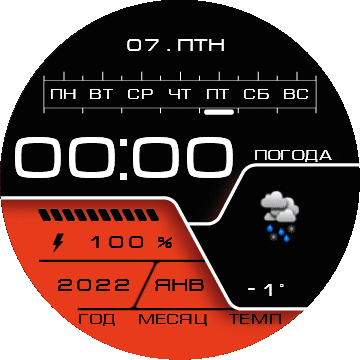 07.ПТН
ПН ВТ СР ЧТ ПТ СБ ВС
00:00
ПОГОДА
100 %
2022 ЯНВ
-1°
ГОД МЕСЯЦ ТЕМП